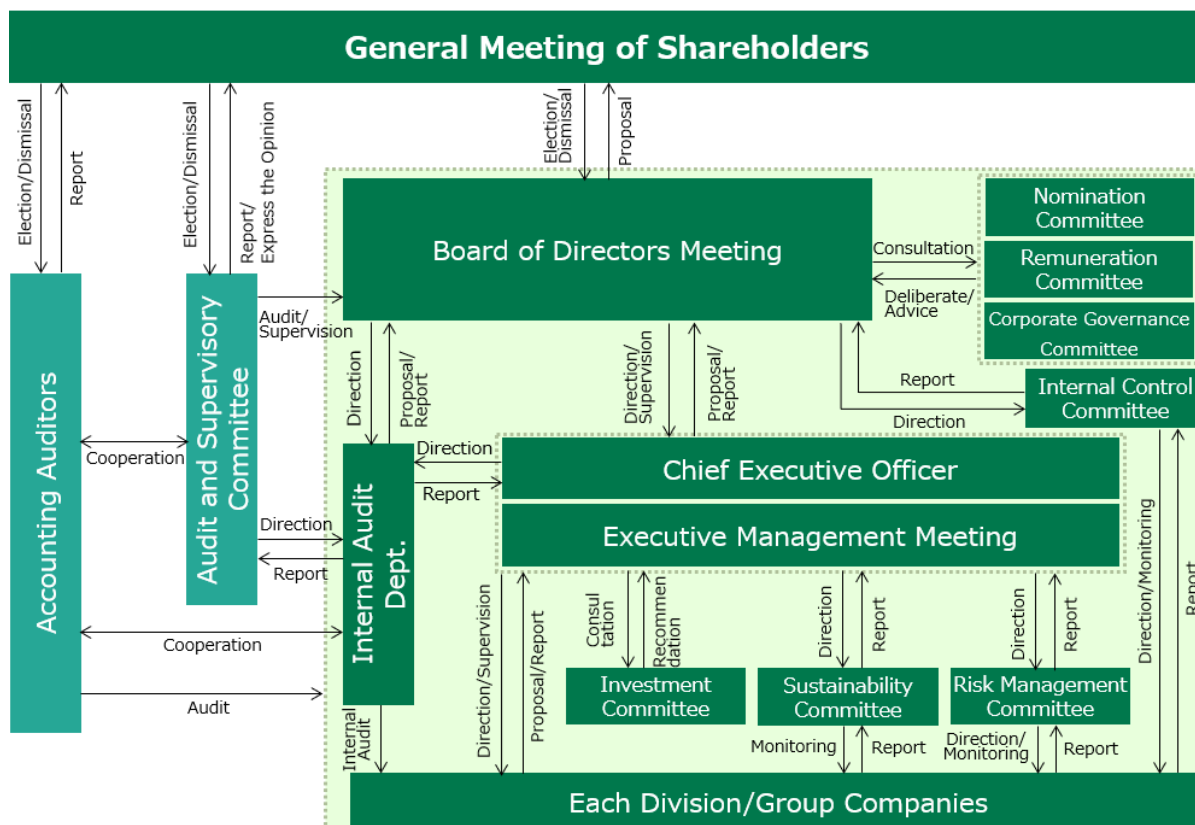 General Meeting of Shareholders
Election/Dismissal
Report
Election/Dismissal
Report/
Express the Opinion
Election/
Dismissal
Proposal
Nomination
Committee
Board of Directors Meeting
Consultation
Remuneration
Committee
Deliberate/
Advice
Corporate Governance
Committee
Audit/
Supervision
Accounting Auditors
Audit and Supervisory
Committee
Direction
Proposal/
Report
Direction/
Supervision
Proposal/
Report
Report
Direction
Internal Control
Committee
Cooperation
Internal Audit
Dept.
Direction
Report
Chief Executive Officer
Executive Management Meeting
Direction
Report
Cooperation
Audit
Internal
Audit
Direction/Supervision
Proposal/Report
Consul
tation
Recommen
dation
Direction
Report
Direction
Report
Direction/Monitoring
Report
Investment
Committee
Sustainability
Committee
Risk Management
Committee
Monitoring
Report
Direction/
Monitoring
Report
Each Division/Group Companies